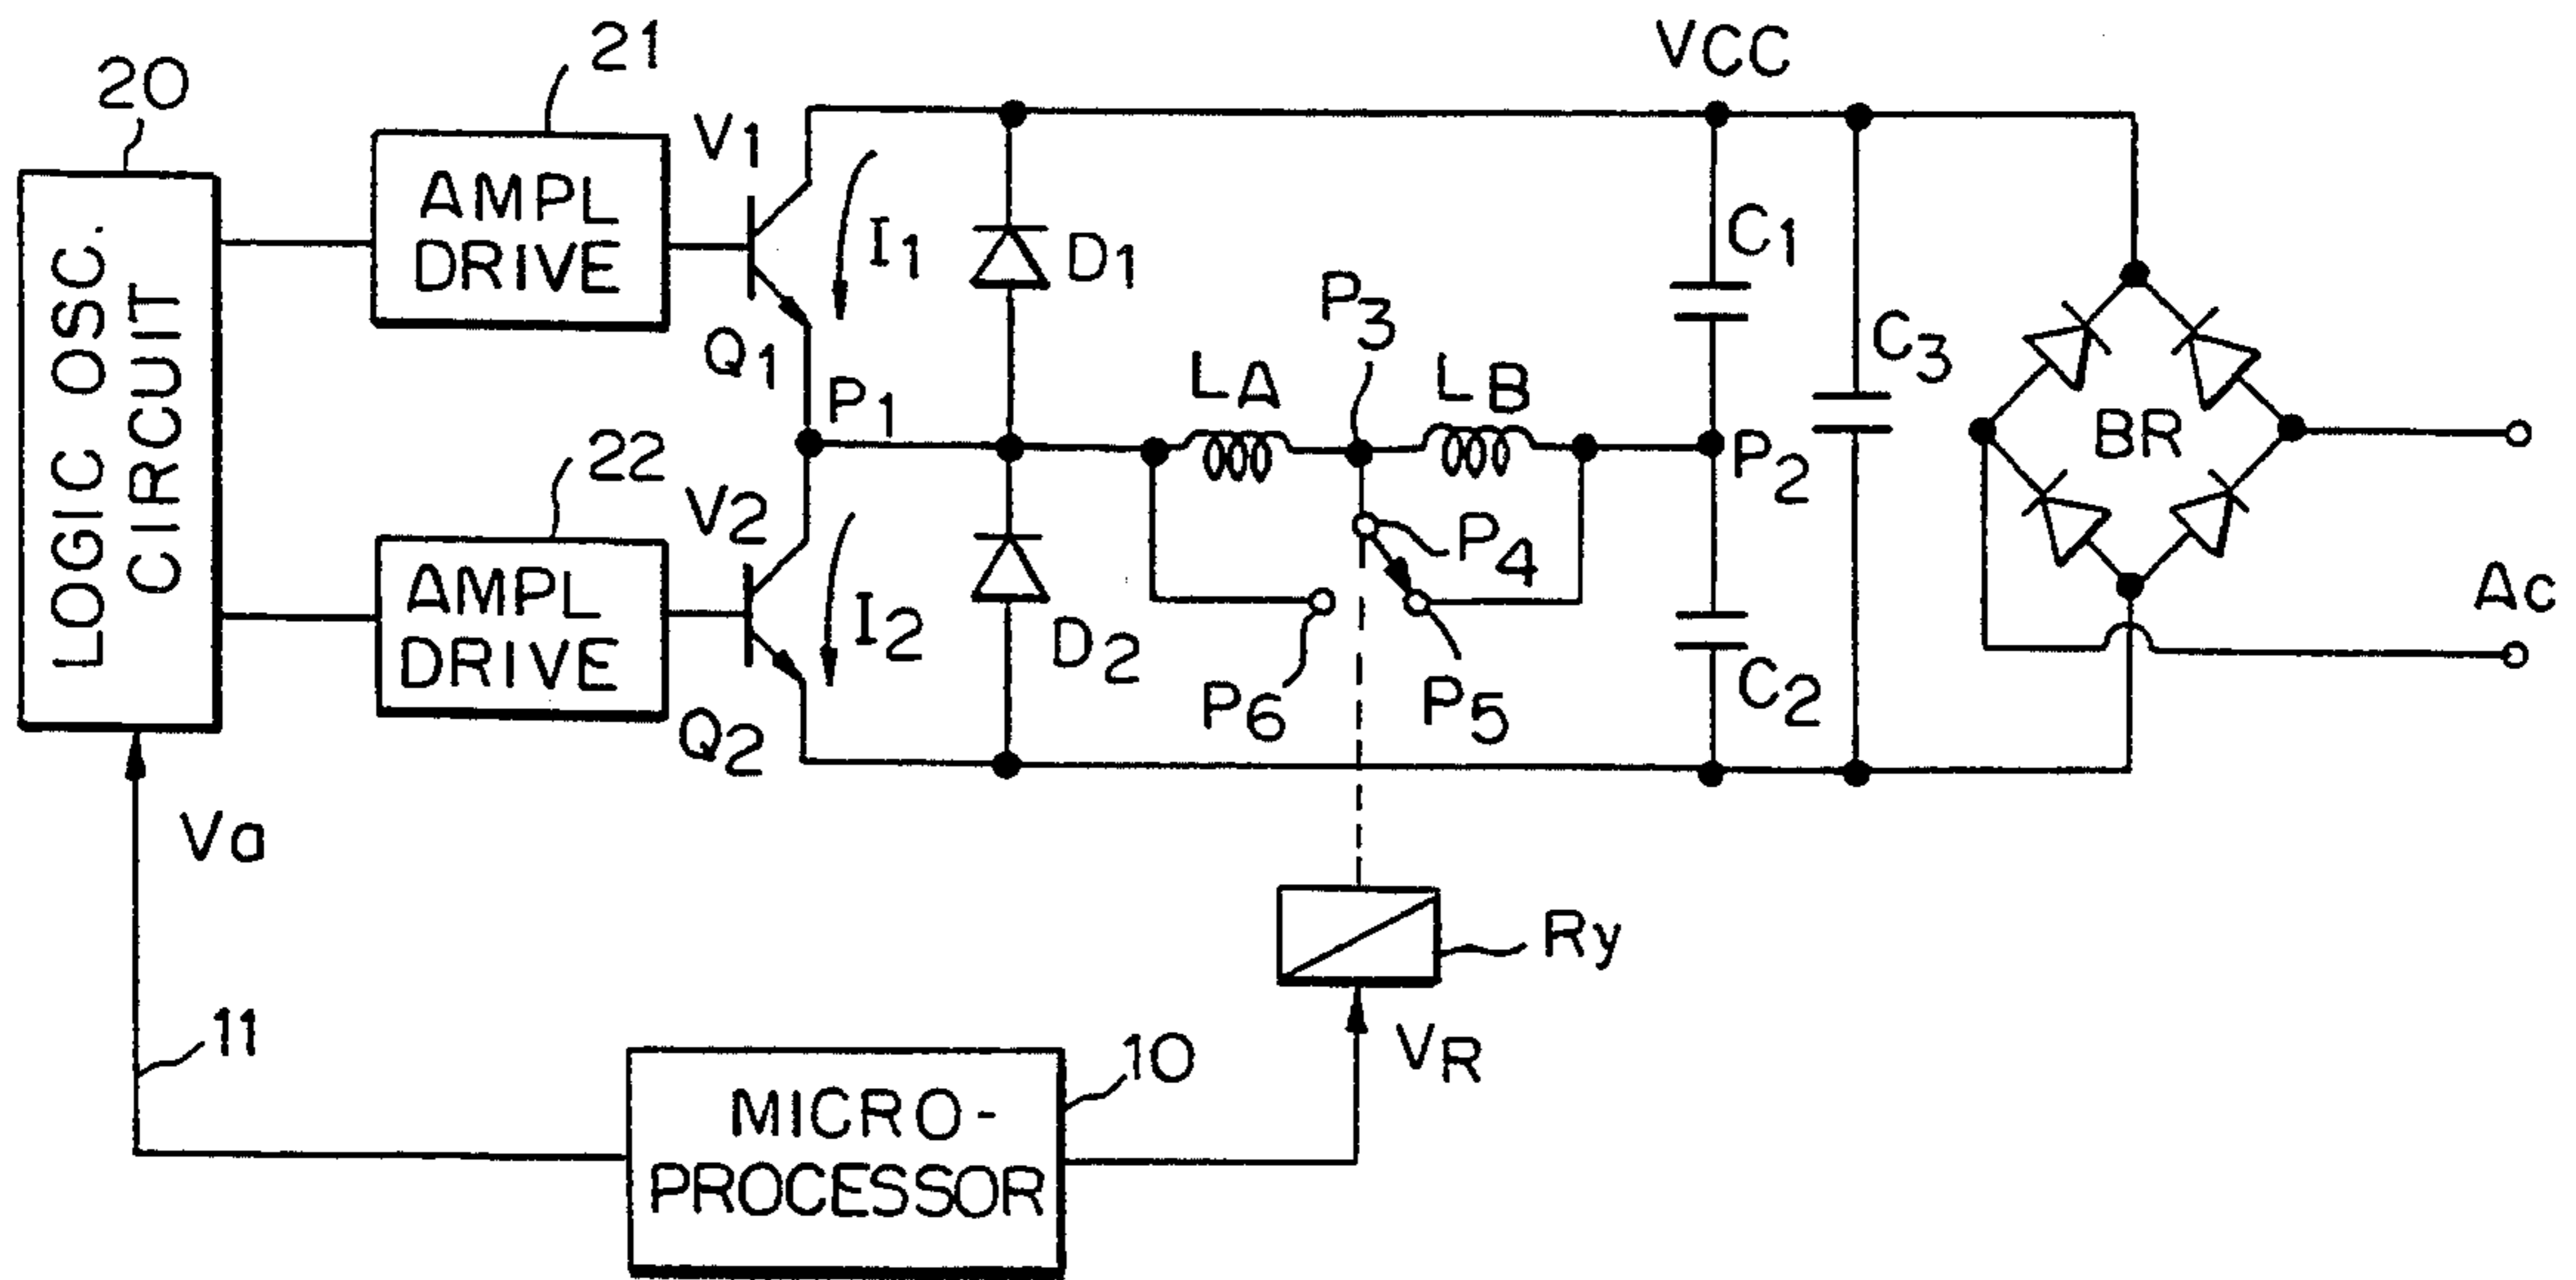 20
21
VCC
V1
AMPL
DRIVE
LOGIC OSC.
CIRCUIT
I1
D1
C1
P3
C3
Q1
LA
LB
P1
BR
22
V2
P2
P4
AMPL
DRIVE
I2
D2
Ac
P6
P5
C2
Q2
Va
Ry
11
10
VR
MICRO-
PROCESSOR